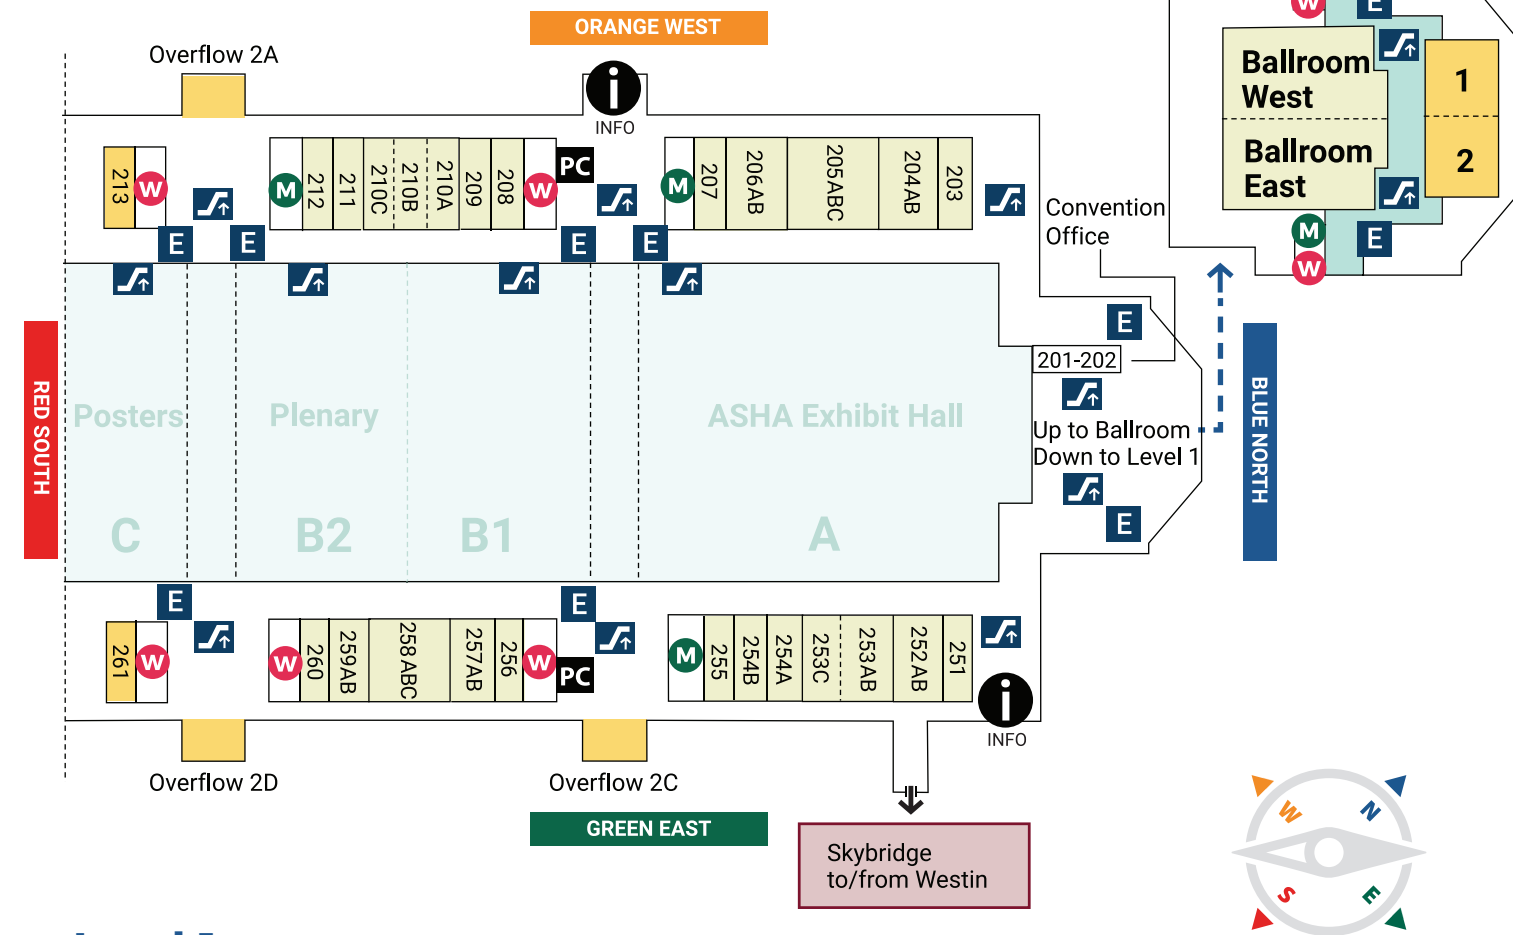 ORANGE WEST
Overflow 2A
i
INFO
W
E
Ballroom
West
1
Ballroom
East
2
M
E
W
213
W
M
212
211
210C
210B
210A
209
208
W
PC
M
207
206AB
205ABC
204AB
203
Convention
Office
E
E
E
E
E
201-202
RED SOUTH
Posters
Plenary
ASHA Exhibit Hall
Up to Ballroom
Down to Level 1
BLUE NORTH
C
B2
B1
A
E
E
E
261
W
W
260
259AB
258ABC
257AB
256
W
PC
M
255
254B
254A
253C
253AB
252AB
251
i
INFO
Overflow 2D
Overflow 2C
GREEN EAST
Skybridge
to/from Westin
W
N
S
E